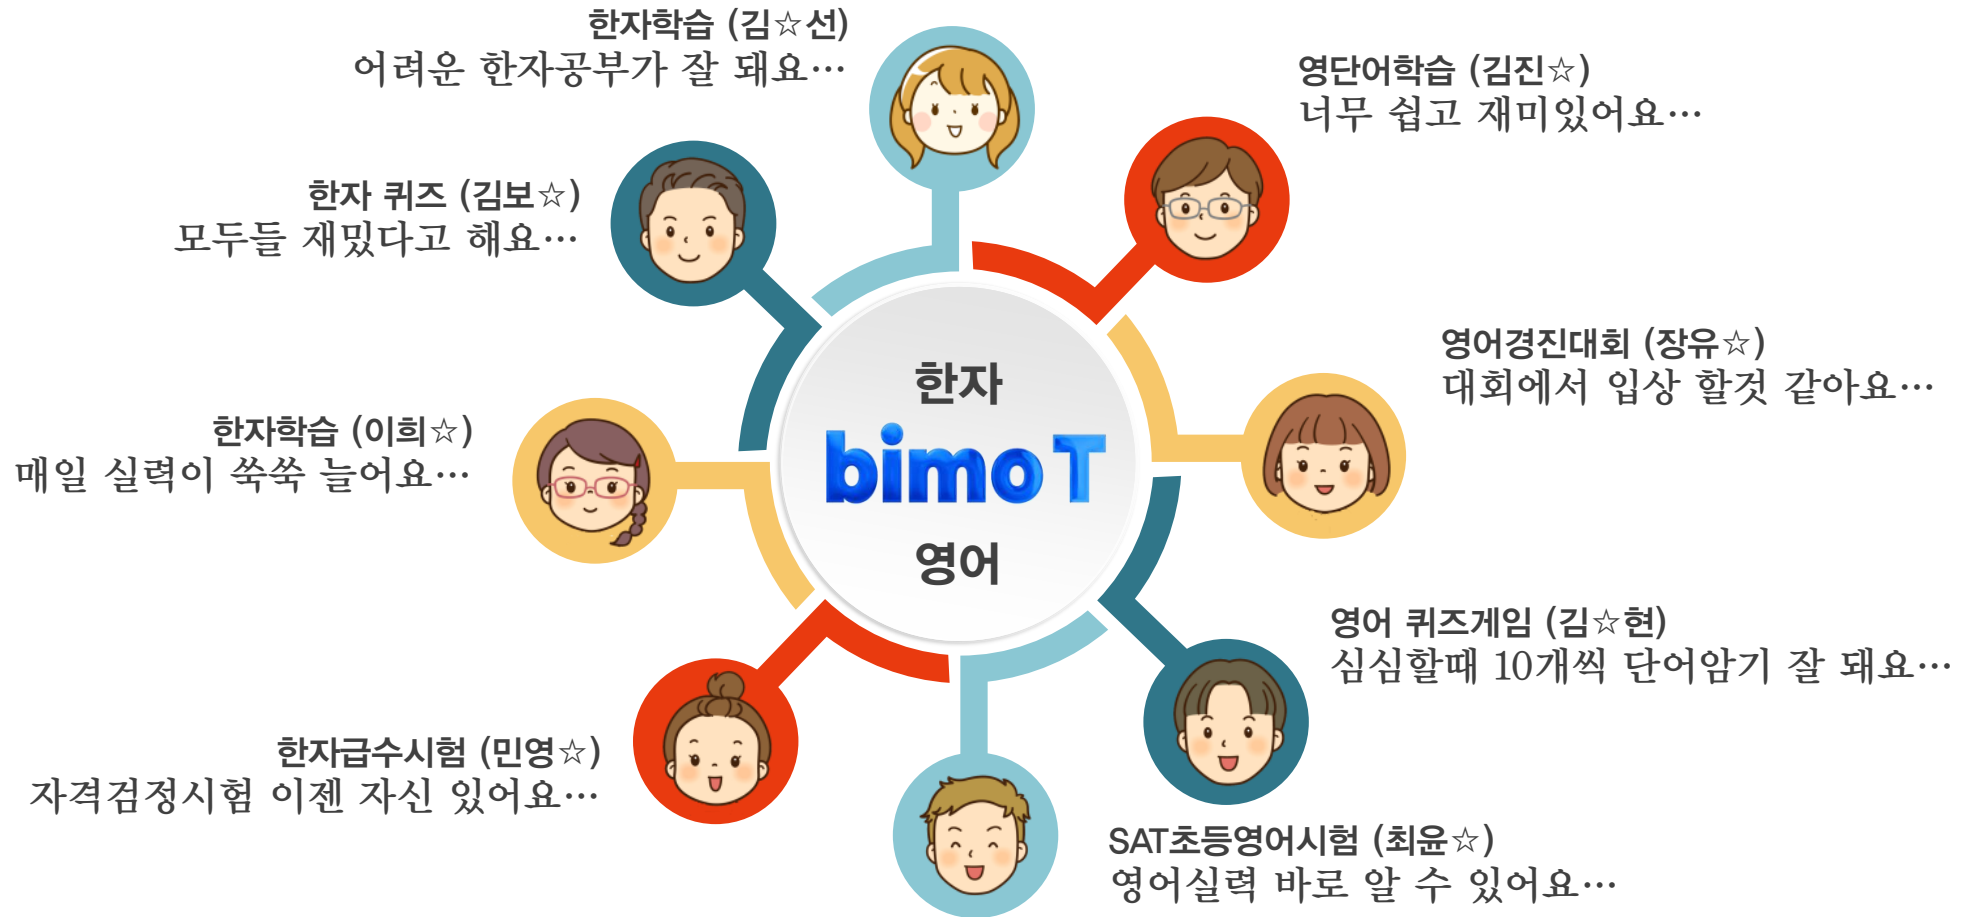 한자학습 (김☆선)
어려운 한자공부가 잘 돼요…
영단어학습 (김진☆)
너무 쉽고 재미있어요…
한자 퀴즈 (김보☆)
모두들 재밌다고 해요…
영어경진대회 (장유☆)
대회에서 입상 할것 같아요…
한자
bimoT
영어
한자학습 (이희☆)
매일 실력이 쑥쑥 늘어요…
영어 퀴즈게임 (김☆현)
심심할때 10개씩 단어암기 잘 돼요…
한자급수시험 (민영☆)
자격검정시험 이젠 자신 있어요…
SAT초등영어시험 (최윤☆)
영어실력 바로 알 수 있어요…